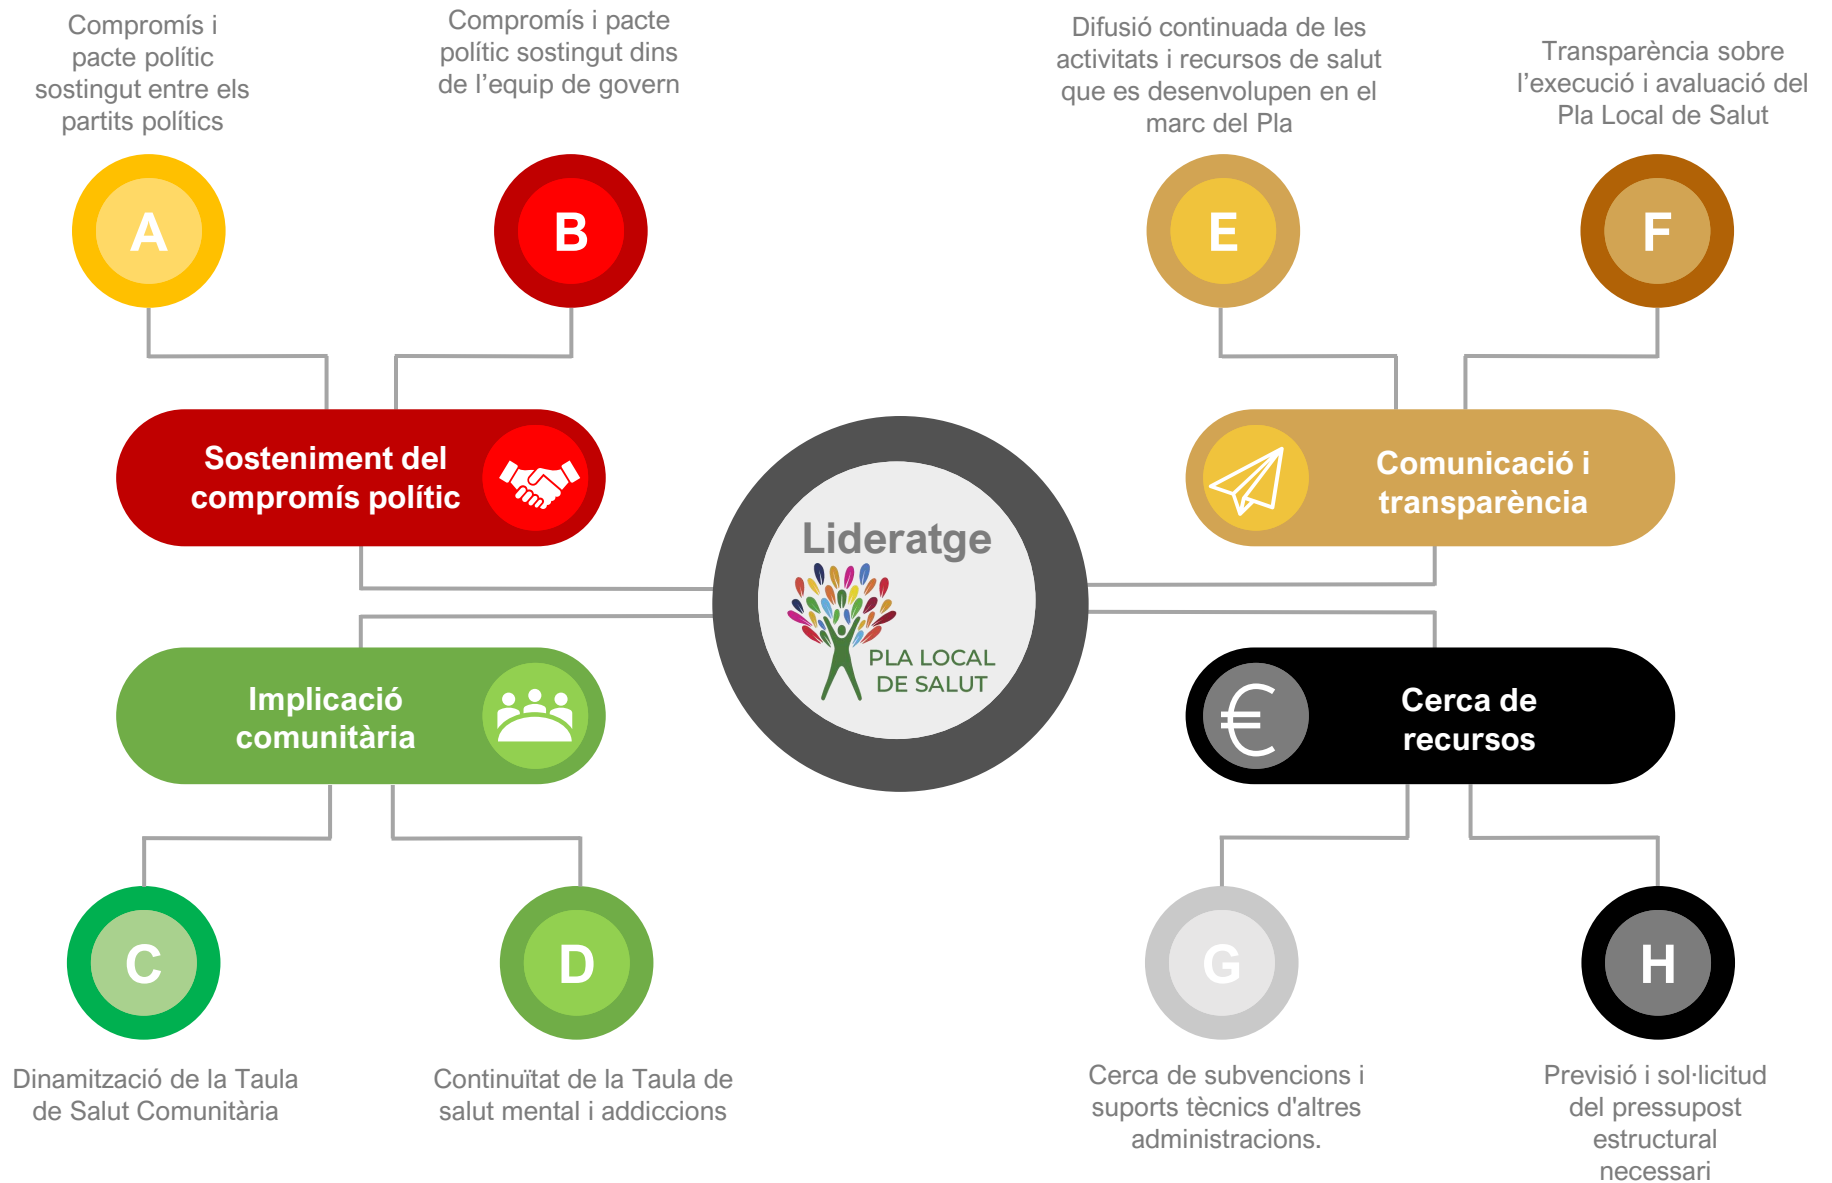 Compromís i
pacte polític
sostingut entre els
partits polítics
Compromís i pacte
polític sostingut dins
de l’equip de govern
Difusió continuada de les
activitats i recursos de salut
que es desenvolupen en el
marc del Pla
Transparència sobre
l’execució i avaluació del
Pla Local de Salut
A
B
E
F
Sosteniment del
compromís polític
Comunicació i
transparència
Lideratge
PLA LOCAL
DE SALUT
Implicació
comunitària
Cerca de
recursos
C
D
G
H
Dinamització de la Taula
de Salut Comunitària
Continuïtat de la Taula de
salut mental i addiccions
Cerca de subvencions i
suports tècnics d'altres
administracions.
Previsió i sol·licitud
del pressupost
estructural
necessari